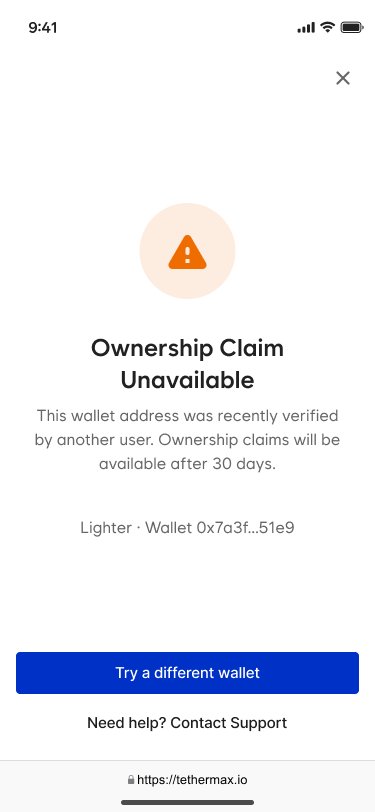 9:41
Ownership Claim
Unavailable
This wallet address was recently verified
by another user. Ownership claims will be
available after 30 days.
Lighter · Wallet 0x7a3f...51e9
Try a different wallet
Need help? Contact Support
https://tethermax.io